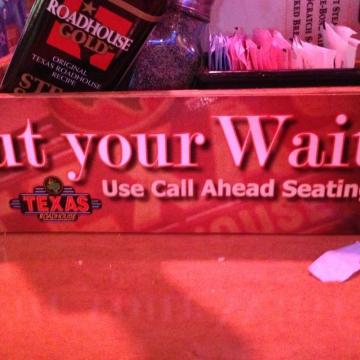 ROADHOUSE
GOLD
ORIGINAL
TEXAS ROADHOUSE
RECIPE
ut your Wait
Use Call Ahead Seating
TEXAS
ROADHOUSE